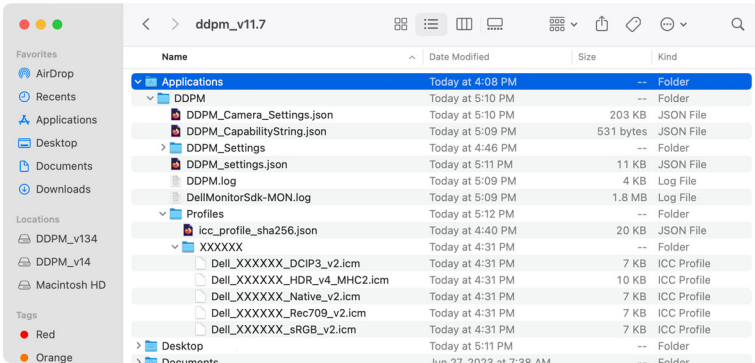 ddpm_v11.7
Favorites
AirDrop
Recents
Applications
Desktop
Documents
Downloads
Locations
DDPM_v134
DDPM_v14
Macintosh HD
Tags
Red
Orange
Name Date Modified Size Kind
Applications Today at 4:08 PM -- Folder
DDPM Today at 5:10 PM -- Folder
DDPM_Camera_Settings.json Today at 5:10 PM 203 KB JSON File
DDPM_CapabilityString.json Today at 5:09 PM 531 bytes JSON File
DDPM_Settings Today at 4:46 PM -- Folder
DDPM_settings.json Today at 5:11 PM 11 KB JSON File
DDPM.log Today at 5:09 PM 4 KB Log File
DellMonitorSdk-MON.log Today at 5:09 PM 1.8 MB Log File
Profiles Today at 5:12 PM -- Folder
icc_profile_sha256.json Today at 4:40 PM 20 KB JSON File
XXXXXX Today at 4:31 PM -- Folder
Dell_XXXXXX_DCIP3_v2.icm Today at 4:31 PM 7 KB ICC Profile
Dell_XXXXXX_HDR_v4_MHC2.icm Today at 4:31 PM 10 KB ICC Profile
Dell_XXXXXX_Native_v2.icm Today at 4:31 PM 7 KB ICC Profile
Dell_XXXXXX_Rec709_v2.icm Today at 4:31 PM 7 KB ICC Profile
Dell_XXXXXX_sRGB_v2.icm Today at 4:31 PM 7 KB ICC Profile
Desktop Today at 5:11 PM -- Folder
Documents Jun 27, 2023 at 7:38 AM -- Folder